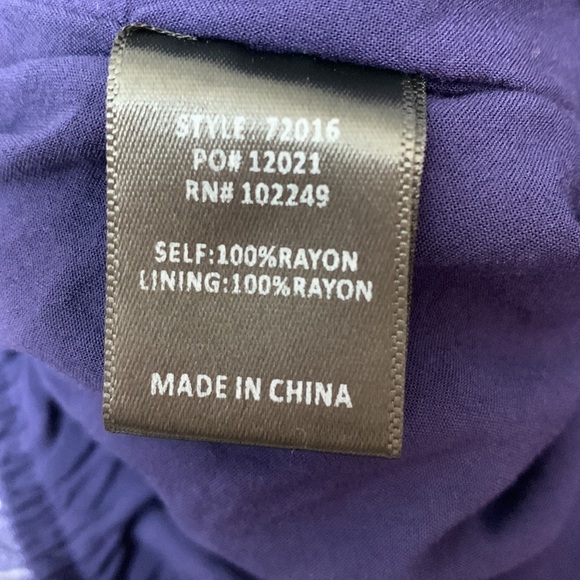 STYLE 72016
PO# 12021
RN# 102249
SELF:100%RAYON
LINING:100%RAYON
MADE IN CHINA